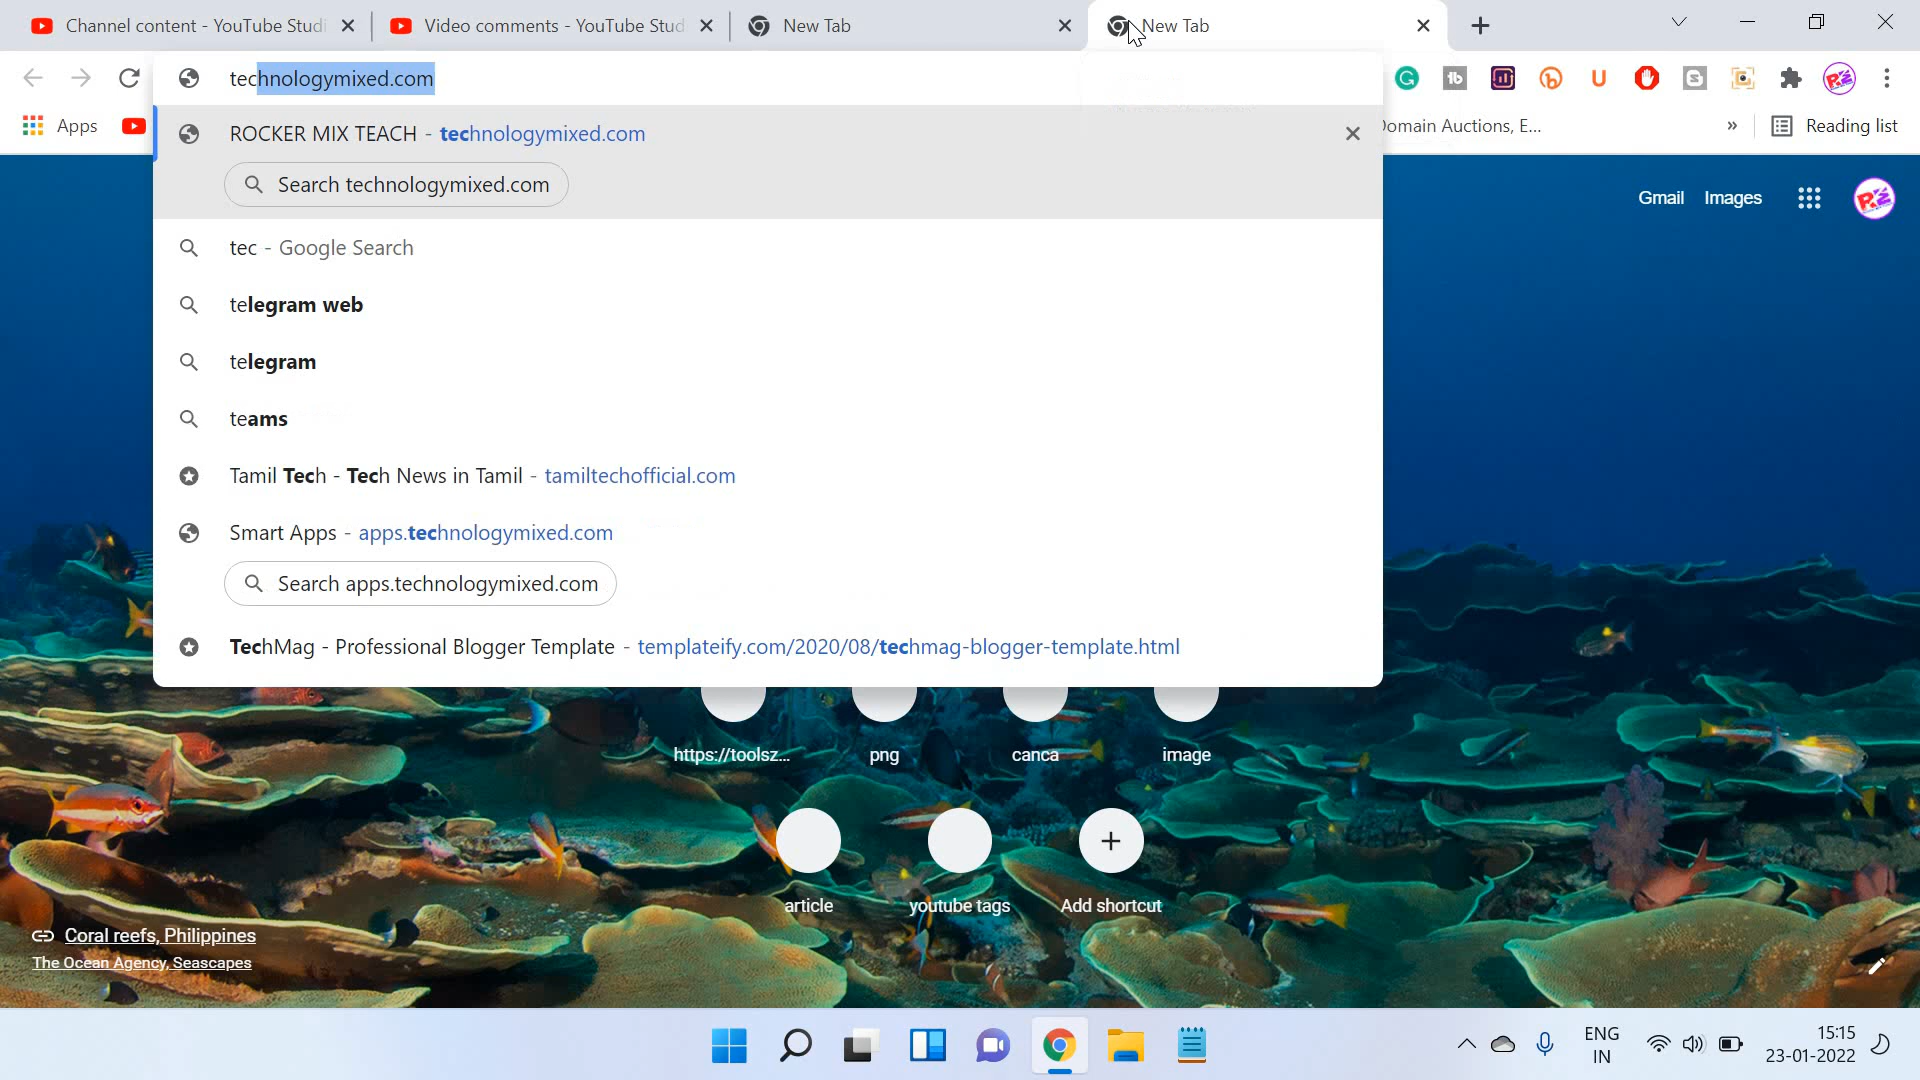 Channel content - YouTube Studi
Video comments - YouTube Stud
New Tab
New Tab
technologymixed.com
Apps
Domain Auctions, E...
»
Reading list
ROCKER MIX TEACH - technologymixed.com
Search technologymixed.com
tec - Google Search
telegram web
telegram
teams
Tamil Tech - Tech News in Tamil - tamiltechofficial.com
Smart Apps - apps.technologymixed.com
Search apps.technologymixed.com
TechMag - Professional Blogger Template - templateify.com/2020/08/techmag-blogger-template.html
Gmail Images
https://toolsz...
png
canca
image
article
youtube tags
Add shortcut
Coral reefs, Philippines
The Ocean Agency, Seascapes
ENG
IN
15:15
23-01-2022